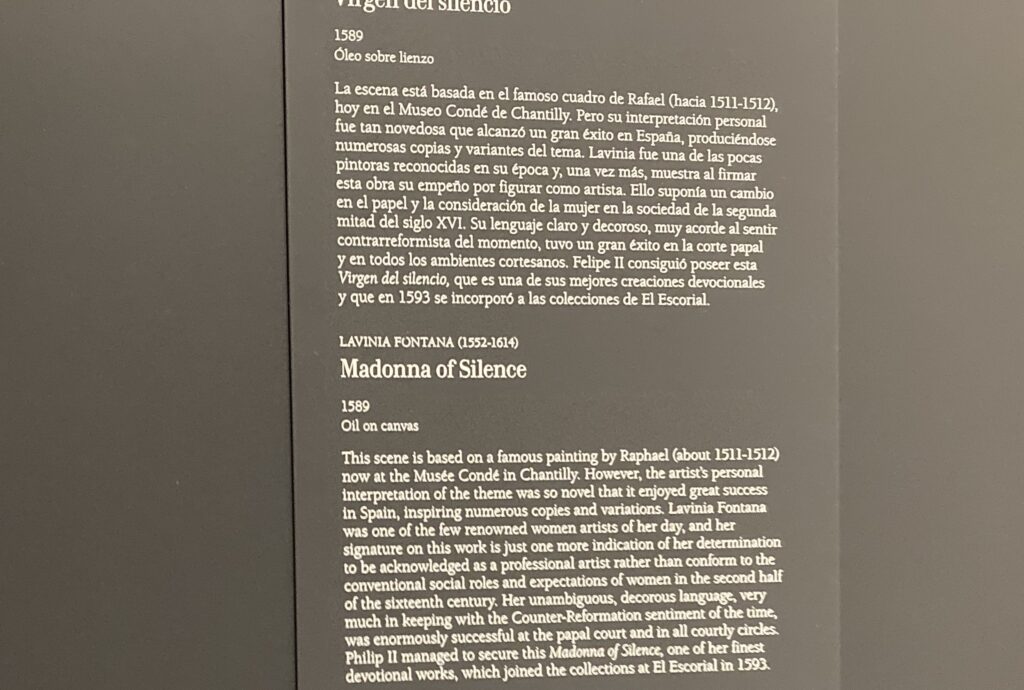 Virgen del silencio
1589
Óleo sobre lienzo
La escena está basada en el famoso cuadro de Rafael (hacia 1511-1512),
hoy en el Museo Condé de Chantilly. Pero su interpretación personal
fue tan novedosa que alcanzó un gran éxito en España, produciéndose
numerosas copias y variantes del tema. Lavinia fue una de las pocas
pintoras reconocidas en su época y, una vez más, muestra al firmar
esta obra su empeño por figurar como artista. Ello suponía un cambio
en el papel y la consideración de la mujer en la sociedad de la segunda
mitad del siglo XVI. Su lenguaje claro y decoroso, muy acorde al sentir
contrarreformista del momento, tuvo un gran éxito en la corte papal
y en todos los ambientes cortesanos. Felipe II consiguió poseer esta
Virgen del silencio, que es una de sus mejores creaciones devocionales
y que en 1593 se incorporó a las colecciones de El Escorial.
LAVINIA FONTANA (1552-1614)
Madonna of Silence
1589
Oil on canvas
This scene is based on a famous painting by Raphael (about 1511-1512)
now at the Musée Condé in Chantilly. However, the artist's personal
interpretation of the theme was so novel that it enjoyed great success
in Spain, inspiring numerous copies and variations. Lavinia Fontana
was one of the few renowned women artists of her day, and her
signature on this work is just one more indication of her determination
to be acknowledged as a professional artist rather than conform to the
conventional social roles and expectations of women in the second half
of the sixteenth century. Her unambiguous, decorous language, very
much in keeping with the Counter-Reformation sentiment of the time,
was enormously successful at the papal court and in all courtly circles.
Philip II managed to secure this Madonna of Silence, one of her finest
devotional works, which joined the collections at El Escorial in 1593.